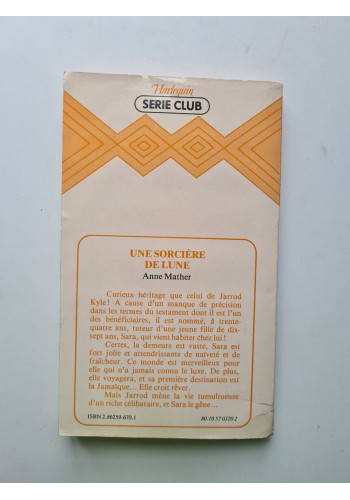 Harlequin
SERIE CLUB
UNE SORCIÈRE
DE LUNE
Anne Mather
Curieux héritage que celui de Jarrod
Kyle! A cause d'un manque de précision
dans les termes du testament dont il est l'un
des bénéficiaires, il est nommé, à trente-
quatre ans, tuteur d'une jeune fille de dix-
sept ans, Sara, qui vient habiter chez lui!
Certes, la demeure est vaste, Sara est
fort jolie et attendrissante de naïveté et de
fraîcheur. Ce monde est merveilleux pour
elle qui n'a jamais connu le luxe. De plus,
elle voyagera, et sa première destination est
la Jamaïque... Elle croit rêver.
Mais Jarrod mène la vie tumultueuse
d'un riche célibataire, et Sara le gêne...
ISBN 2.86259.670.1
80.10.57.0320.2